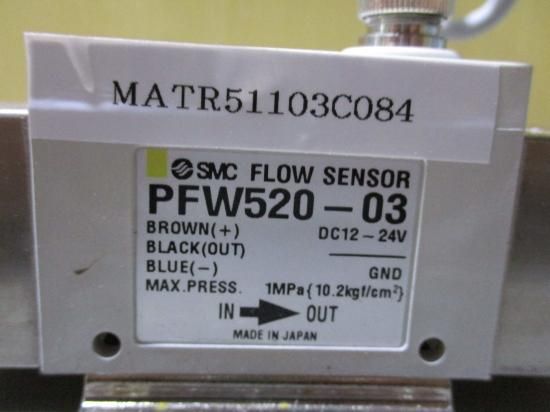 MATR51103C084
SMC FLOW SENSOR
PFW520-03
BROWN(+) DC12~24V
BLACK(OUT)
BLUE(-) GND
MAX.PRESS. 1MPa{10.2kgf/cm²}
IN OUT
MADE IN JAPAN